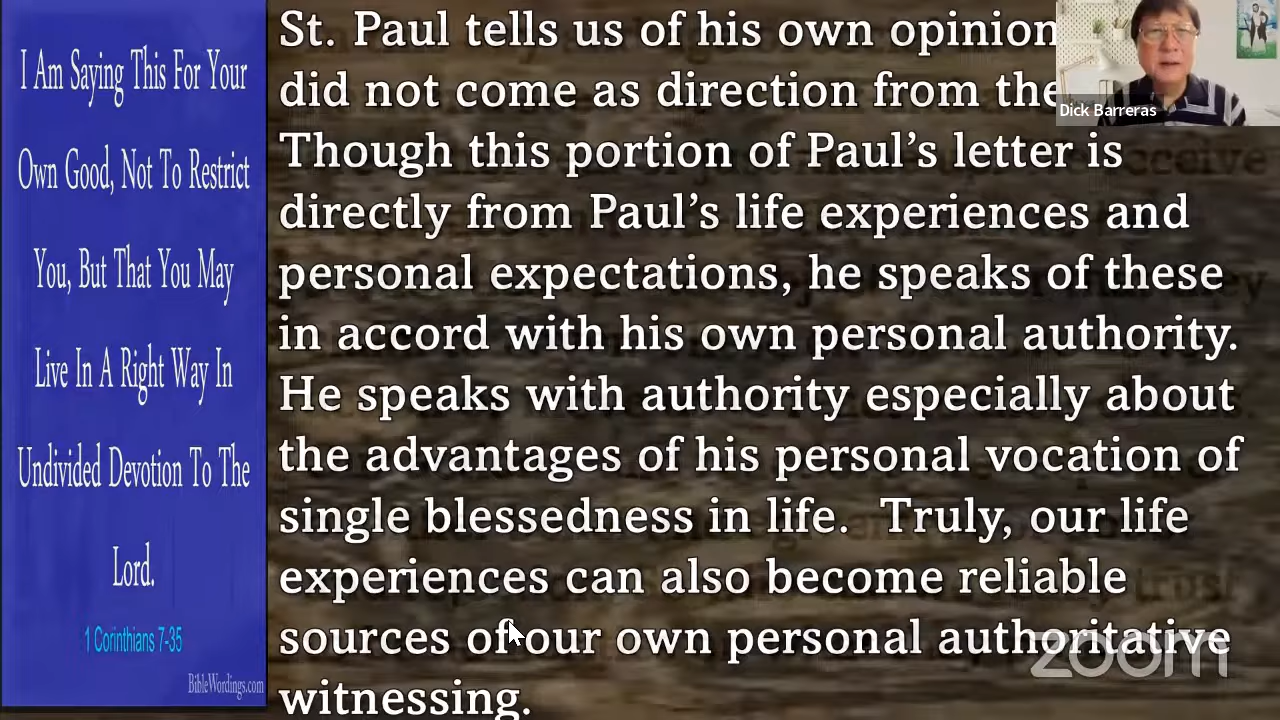 I Am Saying This For Your
Own Good, Not To Restrict
You, But That You May
Live In A Right Way In
Undivided Devotion To The
Lord.
1 Corinthians 7-35
BibleWordings.com
St. Paul tells us of his own opinion
did not come as direction from the
Though this portion of Paul’s letter is
directly from Paul’s life experiences and
personal expectations, he speaks of these
in accord with his own personal authority.
He speaks with authority especially about
the advantages of his personal vocation of
single blessedness in life. Truly, our life
experiences can also become reliable
sources of our own personal authoritative
witnessing.
Dick Barreras
zoom